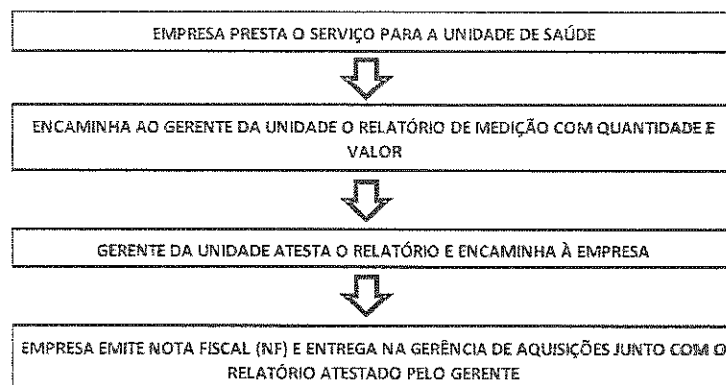 EMPRESA PRESTA O SERVIÇO PARA A UNIDADE DE SAÚDE
ENCAMINHA AO GERENTE DA UNIDADE O RELATÓRIO DE MEDIÇÃO COM QUANTIDADE E
VALOR
GERENTE DA UNIDADE ATESTA O RELATÓRIO E ENCAMINHA À EMPRESA
EMPRESA EMITE NOTA FISCAL (NF) E ENTREGA NA GERÊNCIA DE AQUISIÇÕES JUNTO COM O
RELATÓRIO ATESTADO PELO GERENTE